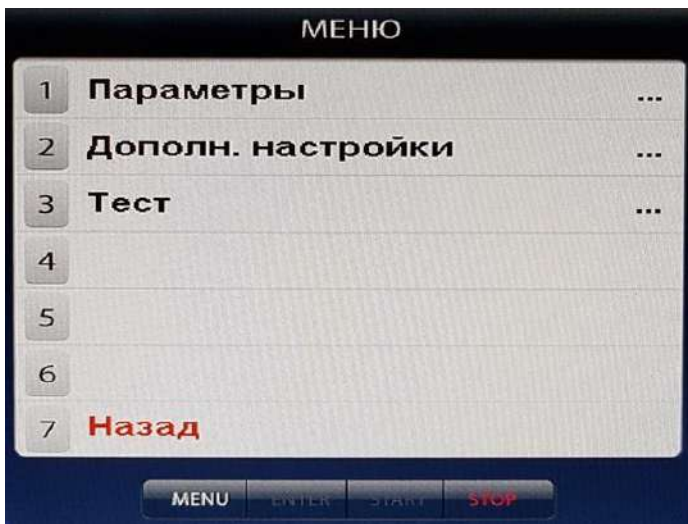 МЕНЮ
1 Параметры ...
2 Дополн. настройки ...
3 Тест ...
4
5
6
7 Назад
MENU ENTER START STOP